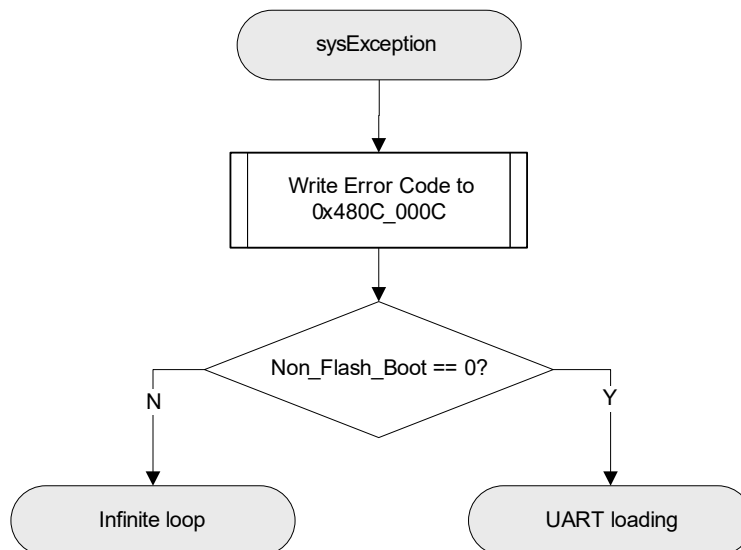 sysException
Write Error Code to
0x480C_000C
Non_Flash_Boot == 0?
N
Y
Infinite loop
UART loading